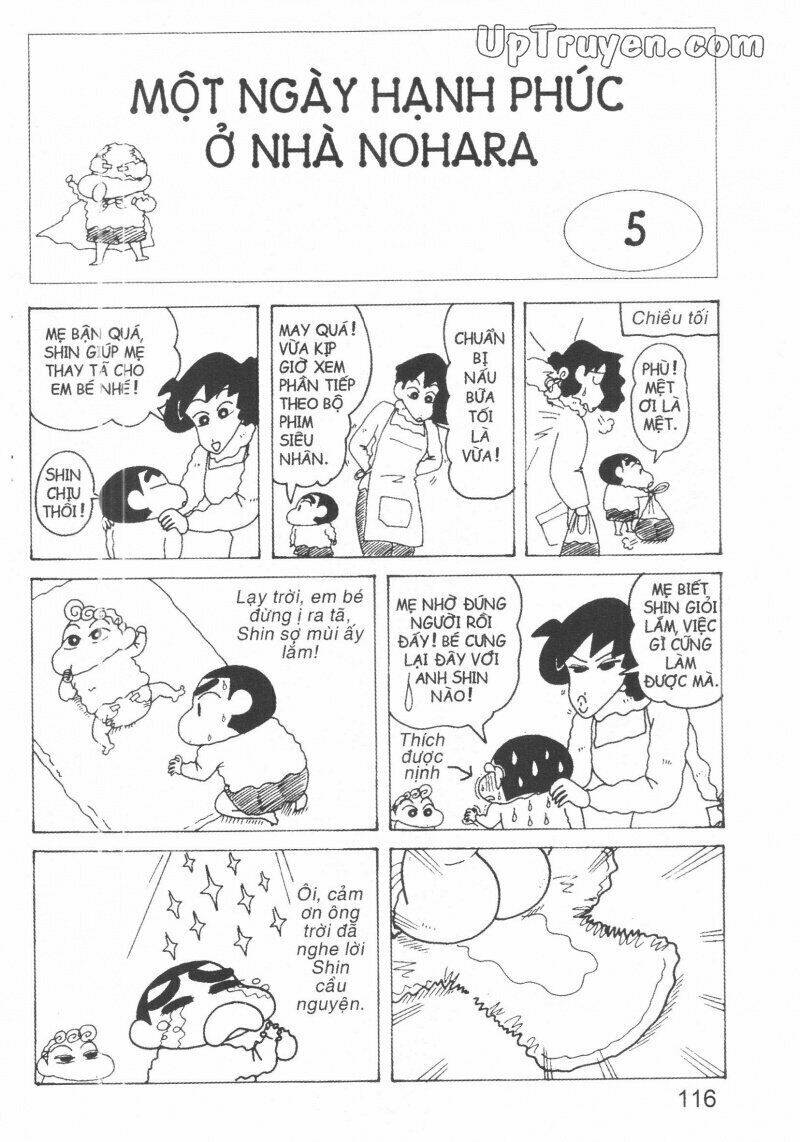 UpTruyen.com
MỘT NGÀY HẠNH PHÚC
Ở NHÀ NOHARA
5
Chiều tối
PHÙ!
MỆT
ƠI LÀ
MỆT.
CHUẨN
BỊ
NẤU
BỮA
TỐI
LÀ
VỪA!
MAY QUÁ!
VỪA KỊP
GIỜ XEM
PHẦN TIẾP
THEO BỘ
PHIM
SIÊU
NHÂN.
MẸ BẬN QUÁ,
SHIN GIÚP MẸ
THAY TÃ CHO
EM BÉ NHÉ!
SHIN
CHỊU
THÔI!
MẸ BIẾT
SHIN GIỎI
LẮM, VIỆC
GÌ CŨNG
LÀM
ĐƯỢC MÀ.
MẸ NHỜ ĐÚNG
NGƯỜI RỒI
ĐẤY! BÉ CƯNG
LẠI ĐÂY VỚI
ANH SHIN
NÀO!
Thích
được
nịnh
Lạy trời, em bé
đừng ị ra tã,
Shin sợ mùi ấy
lắm!
Ôi, cảm
ơn ông
trời đã
nghe lời
Shin
cầu
nguyện.
116